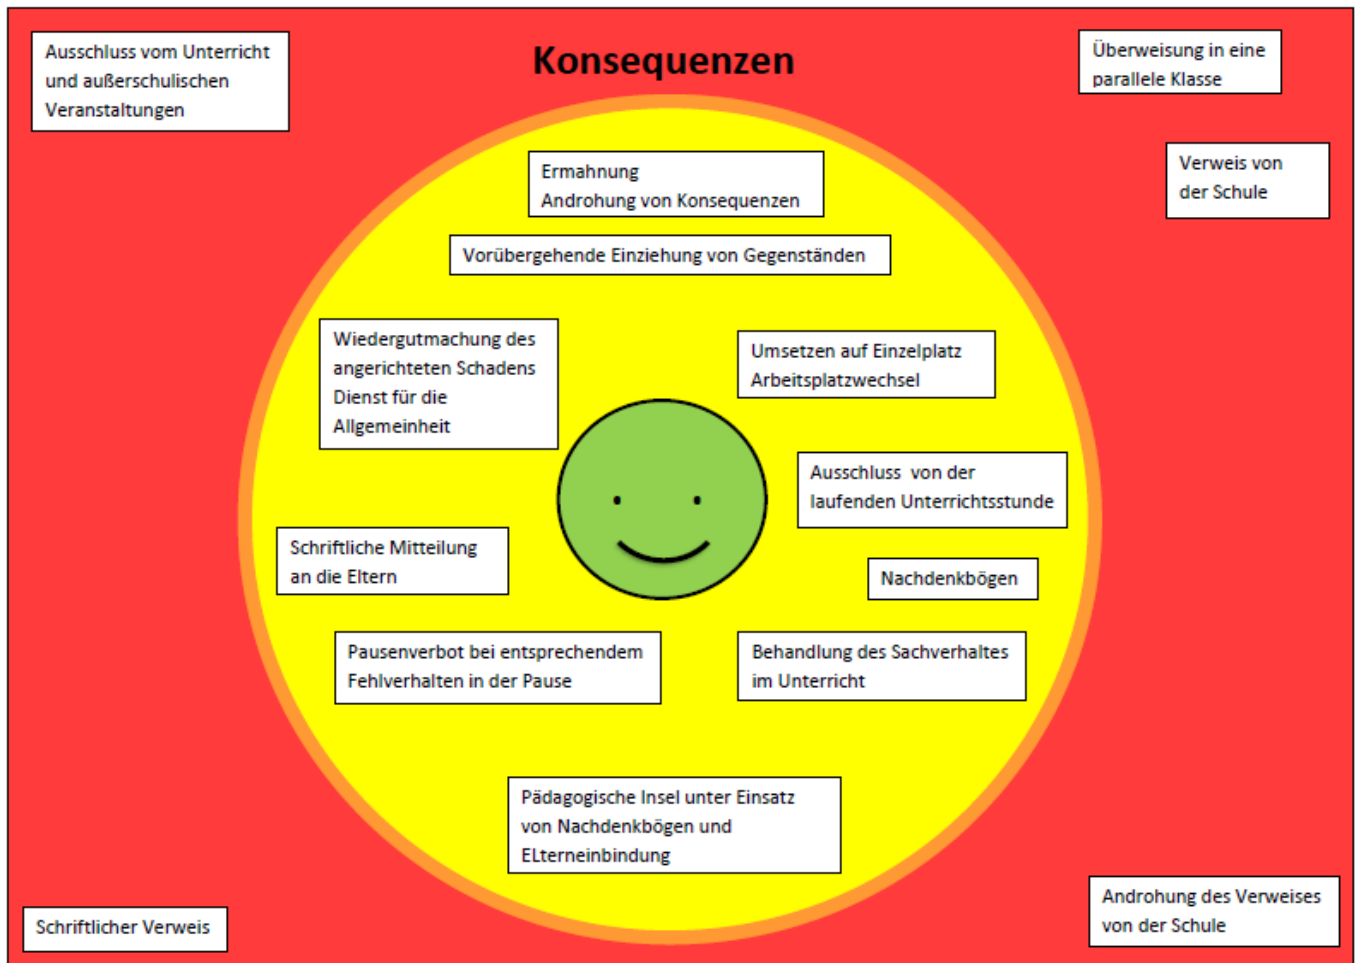 Konsequenzen
Ausschluss vom Unterricht
und außerschulischen
Veranstaltungen
Überweisung in eine
parallele Klasse
Verweis von
der Schule
Ermahnung
Androhung von Konsequenzen
Vorübergehende Einziehung von Gegenständen
Wiedergutmachung des
angerichteten Schadens
Dienst für die
Allgemeinheit
Umsetzen auf Einzelplatz
Arbeitsplatzwechsel
Ausschluss von der
laufenden Unterrichtsstunde
Schriftliche Mitteilung
an die Eltern
Nachdenkbögen
Pausenverbot bei entsprechendem
Fehlverhalten in der Pause
Behandlung des Sachverhaltes
im Unterricht
Pädagogische Insel unter Einsatz
von Nachdenkbögen und
ELterneinbindung
Schriftlicher Verweis
Androhung des Verweises
von der Schule